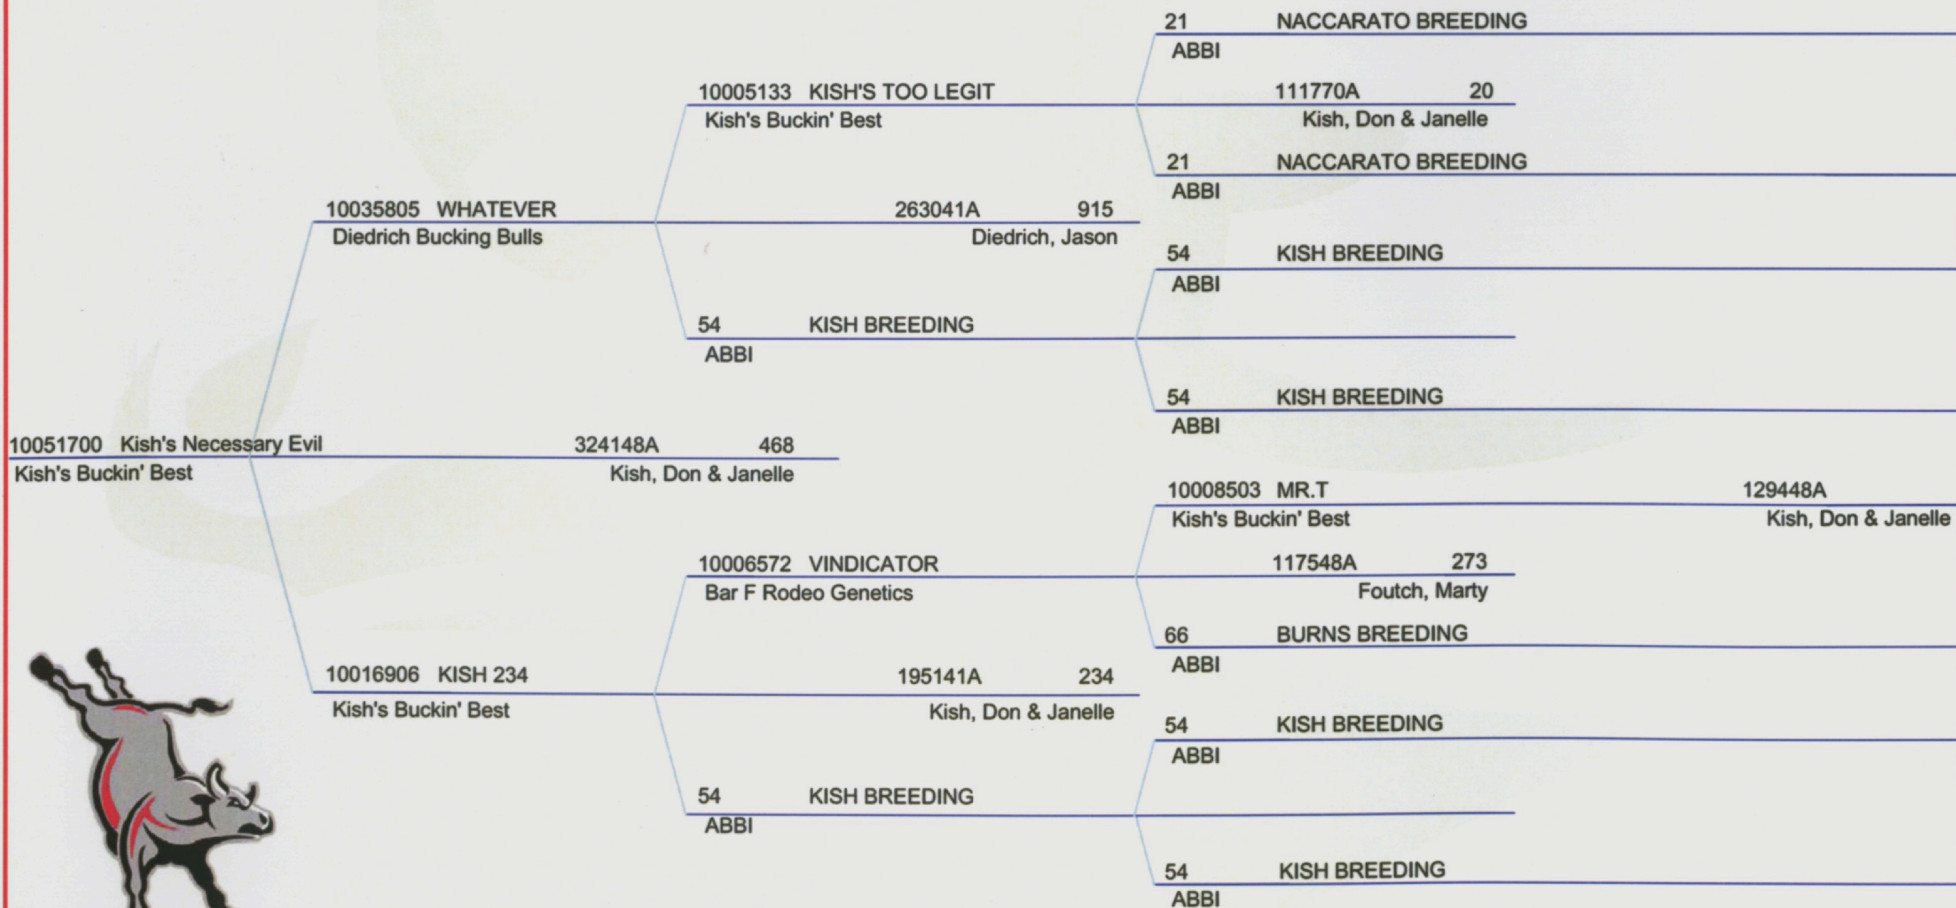 21 NACCARATO BREEDING
ABBI
10005133 KISH'S TOO LEGIT 111770A 20
Kish's Buckin' Best Kish, Don & Janelle
21 NACCARATO BREEDING
ABBI
10035805 WHATEVER 263041A 915
Diedrich Bucking Bulls Diedrich, Jason
54 KISH BREEDING
ABBI
54 KISH BREEDING
ABBI
54 KISH BREEDING
ABBI
10051700 Kish's Necessary Evil 324148A 468
Kish's Buckin' Best Kish, Don & Janelle
10008503 MR.T 129448A
Kish's Buckin' Best Kish, Don & Janelle
10006572 VINDICATOR 117548A 273
Bar F Rodeo Genetics Foutch, Marty
66 BURNS BREEDING
ABBI
10016906 KISH 234 195141A 234
Kish's Buckin' Best Kish, Don & Janelle
54 KISH BREEDING
ABBI
54 KISH BREEDING
ABBI
54 KISH BREEDING
ABBI